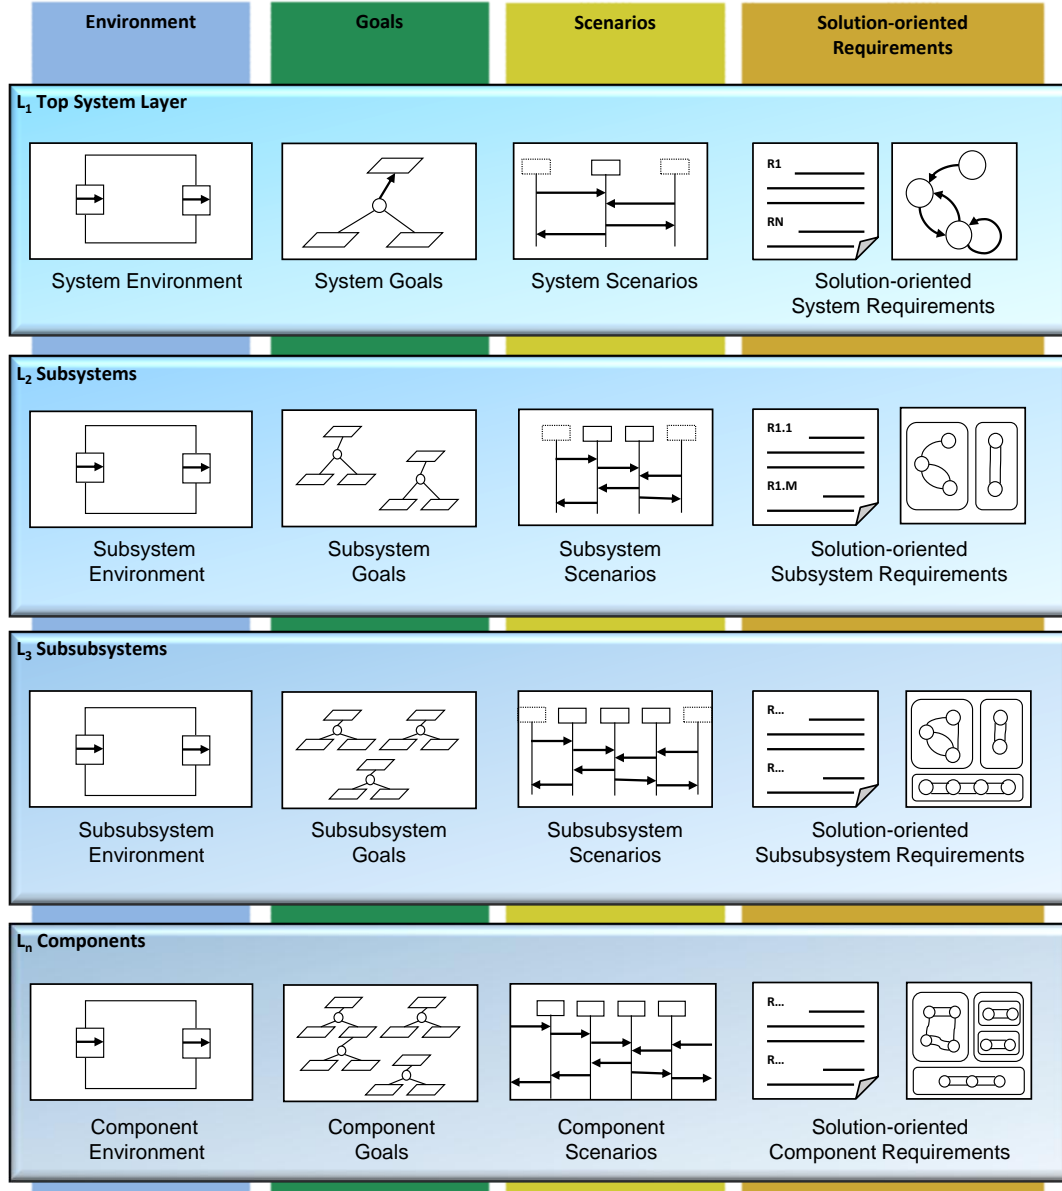 Environment
Goals
Scenarios
Solution-oriented
Requirements
L1 Top System Layer
R1
RN
System Environment
System Goals
System Scenarios
Solution-oriented
System Requirements
L2 Subsystems
R1.1
R1.M
Subsystem
Environment
Subsystem
Goals
Subsystem
Scenarios
Solution-oriented
Subsystem Requirements
L3 Subsubsystems
R...
R...
Subsubsystem
Environment
Subsubsystem
Goals
Subsubsystem
Scenarios
Solution-oriented
Subsubsystem Requirements
Ln Components
R...
R...
Component
Environment
Component
Goals
Component
Scenarios
Solution-oriented
Component Requirements